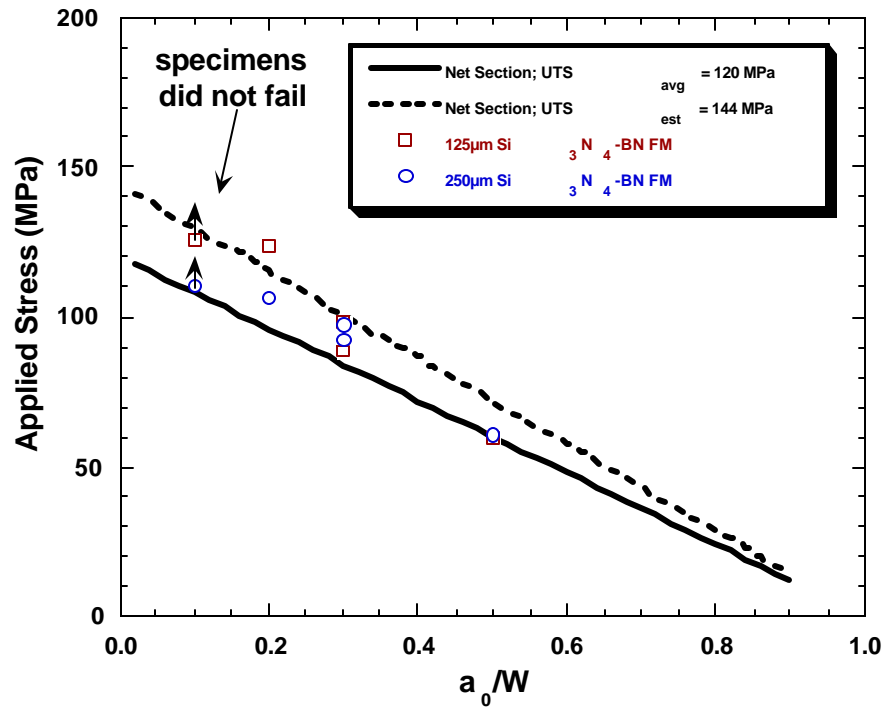 200
150
100
50
0
Applied Stress (MPa)
specimens
did not fail
Net Section; UTS avg = 120 MPa
Net Section; UTS est = 144 MPa
125μm Si 3 N 4 -BN FM
250μm Si 3 N 4 -BN FM
0.0 0.2 0.4 0.6 0.8 1.0
a0/W